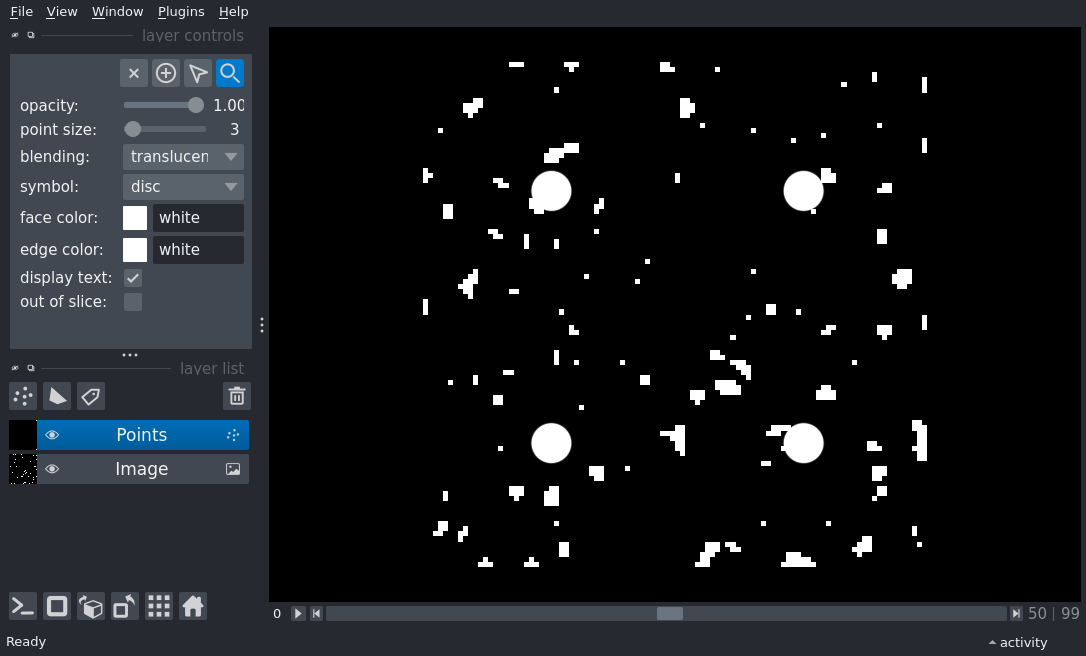 File View Window Plugins Help
layer controls
opacity: 1.00
point size: 3
blending: translucen
symbol: disc
face color: white
edge color: white
display text:
out of slice:
layer list
Points
Image
0 50 | 99
Ready activity